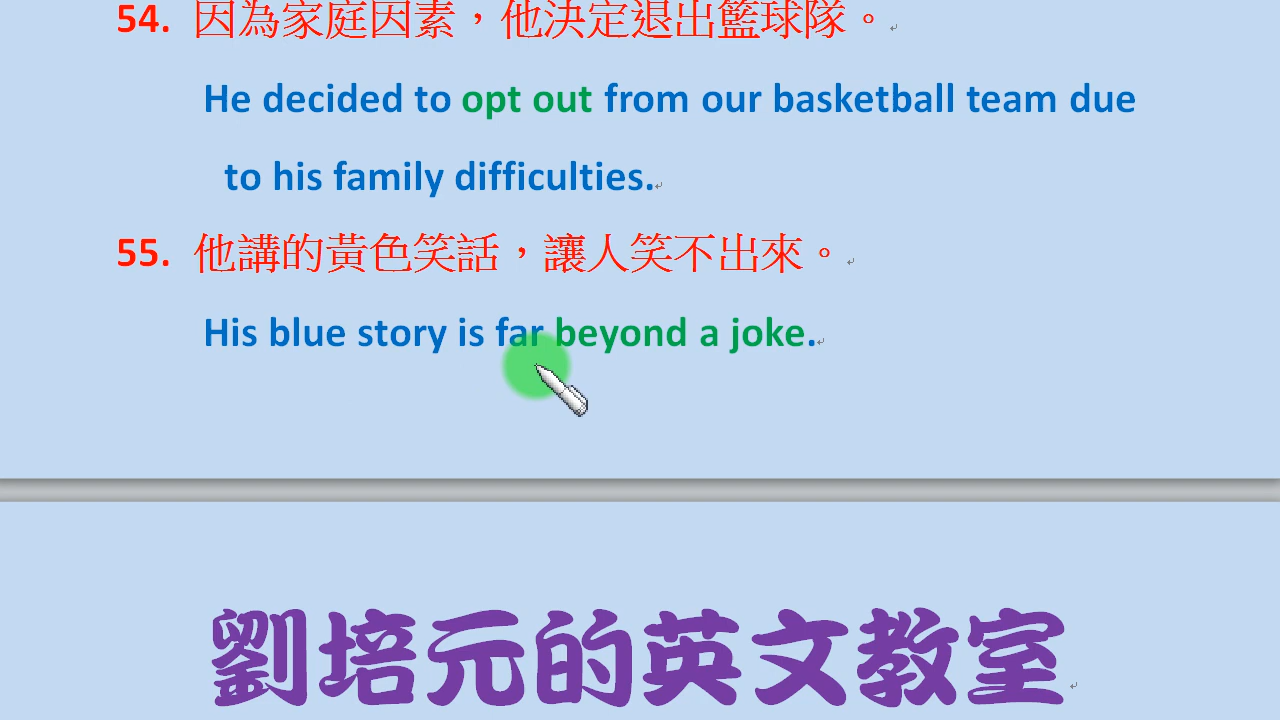 54. 因為家庭因素，他決定退出籃球隊。
He decided to opt out from our basketball team due
to his family difficulties.
55. 他講的黃色笑話，讓人笑不出來。
His blue story is far beyond a joke.
劉培元的英文教室